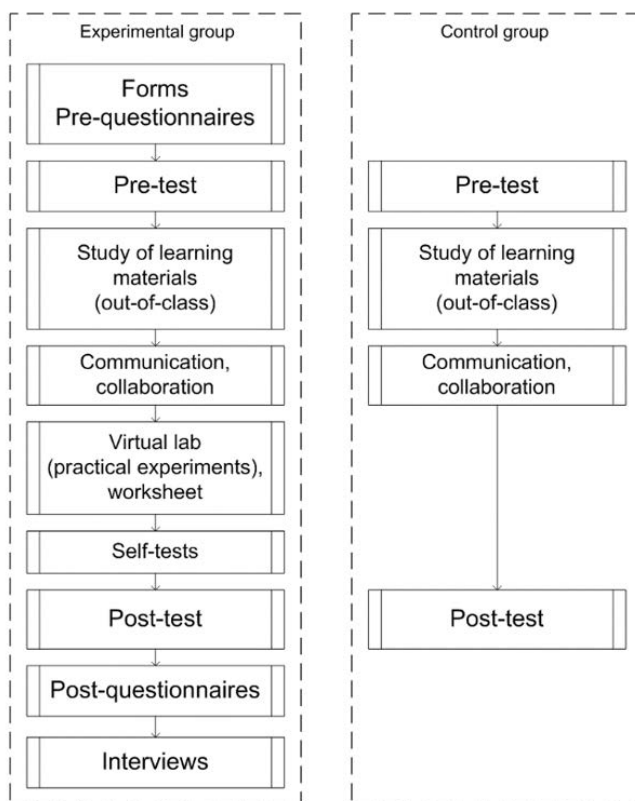 Experimental group
Forms
Pre-questionnaires
Pre-test
Study of learning
materials
(out-of-class)
Communication,
collaboration
Virtual lab
(practical experiments),
worksheet
Self-tests
Post-test
Post-questionnaires
Interviews
Control group
Pre-test
Study of learning
materials
(out-of-class)
Communication,
collaboration
Post-test